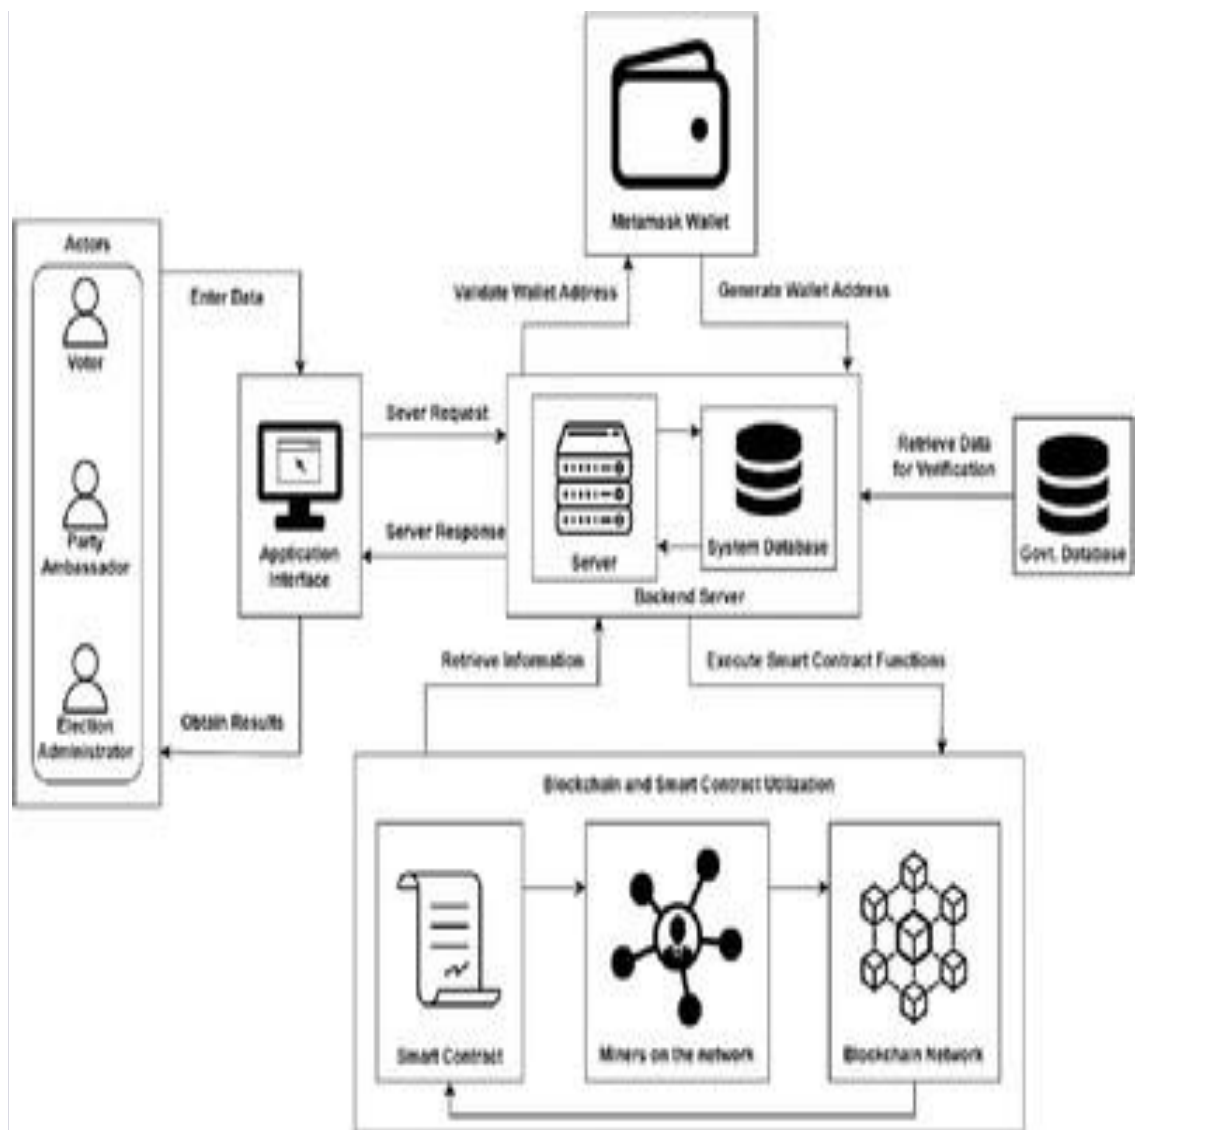 Metamask Wallet
Actors
Voter
Party
Ambassador
Election
Administrator
Enter Data
Obtain Results
Application
Interface
Sever Request
Server Response
Validate Wallet Address
Generate Wallet Address
Server
System Database
Backend Server
Retrieve Data
for Verification
Govt. Database
Retrieve Information
Execute Smart Contract Functions
Blockchain and Smart Contract Utilization
Smart Contract
Miners on the network
Blockchain Network